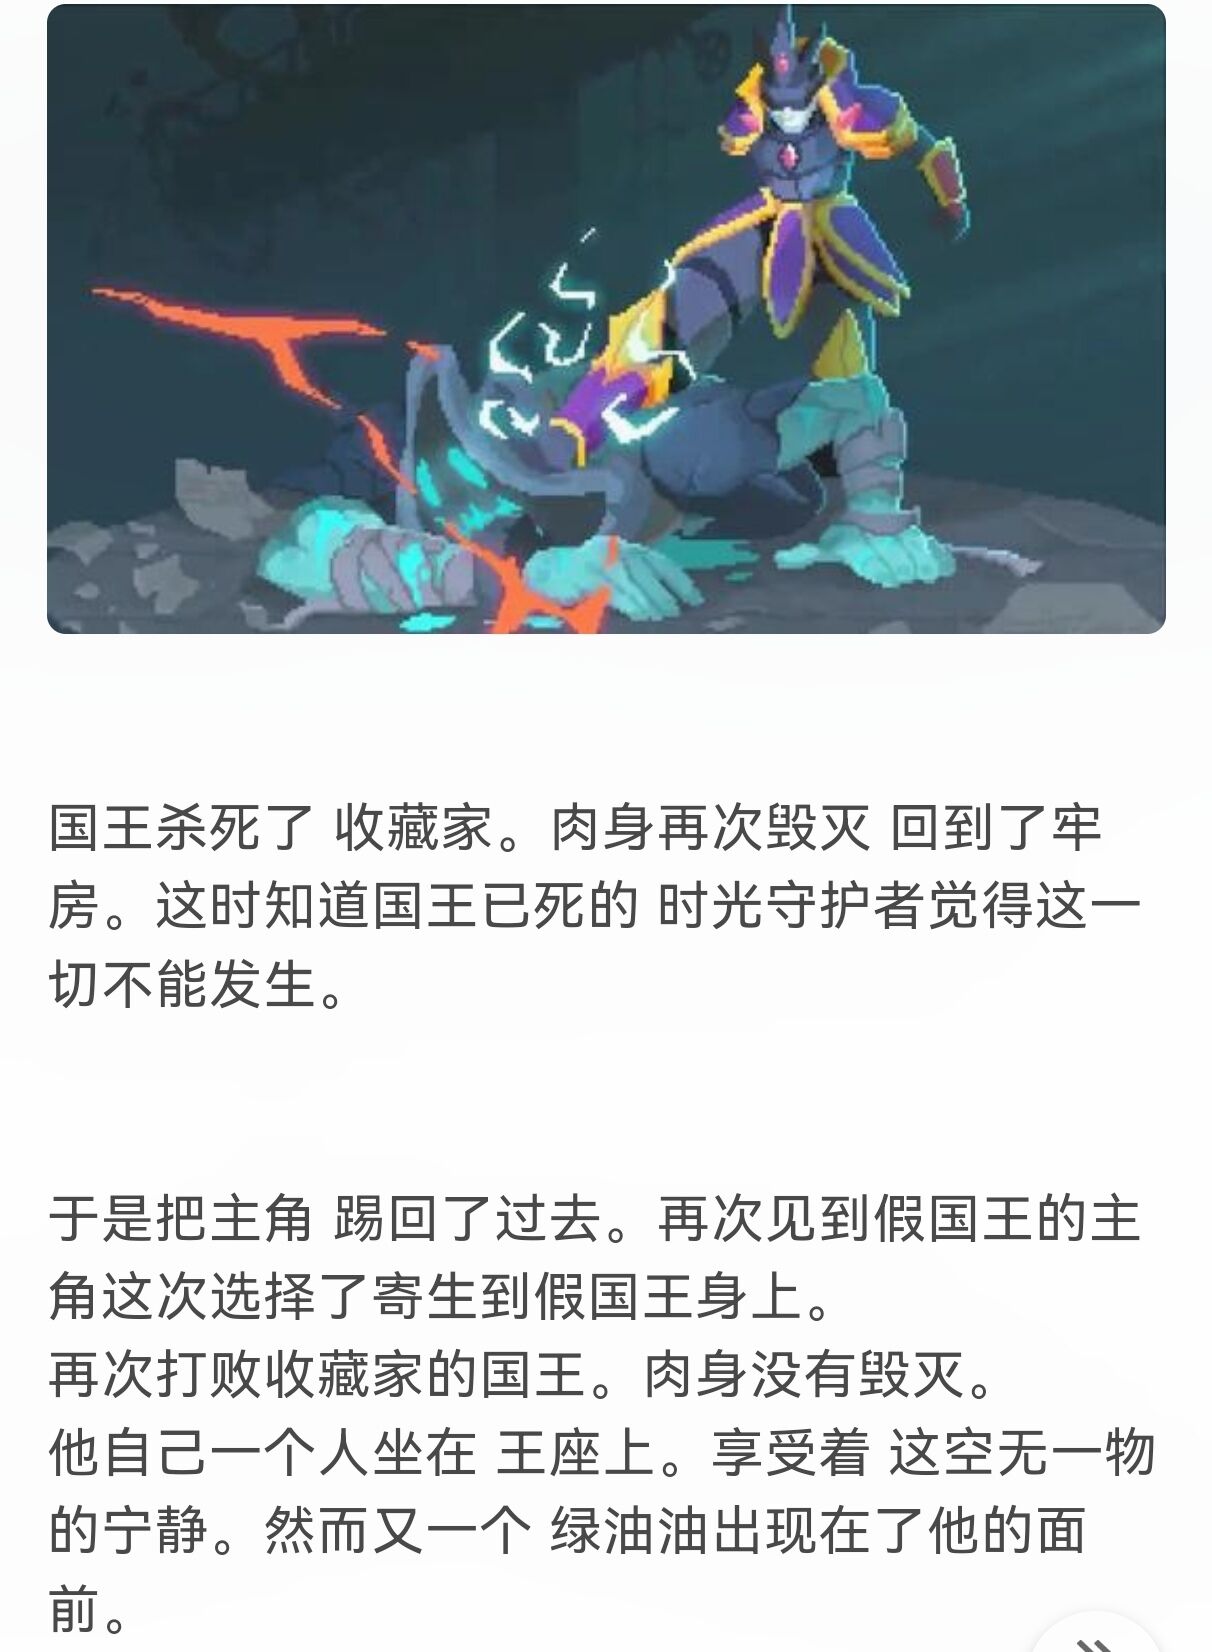 国王杀死了 收藏家。肉身再次毁灭 回到了牢
房。这时知道国王已死的 时光守护者觉得这一
切不能发生。
于是把主角 踢回了过去。再次见到假国王的主
角这次选择了寄生到假国王身上。
再次打败收藏家的国王。肉身没有毁灭。
他自己一个人坐在 王座上。享受着 这空无一物
的宁静。然而又一个 绿油油出现在了他的面
前。